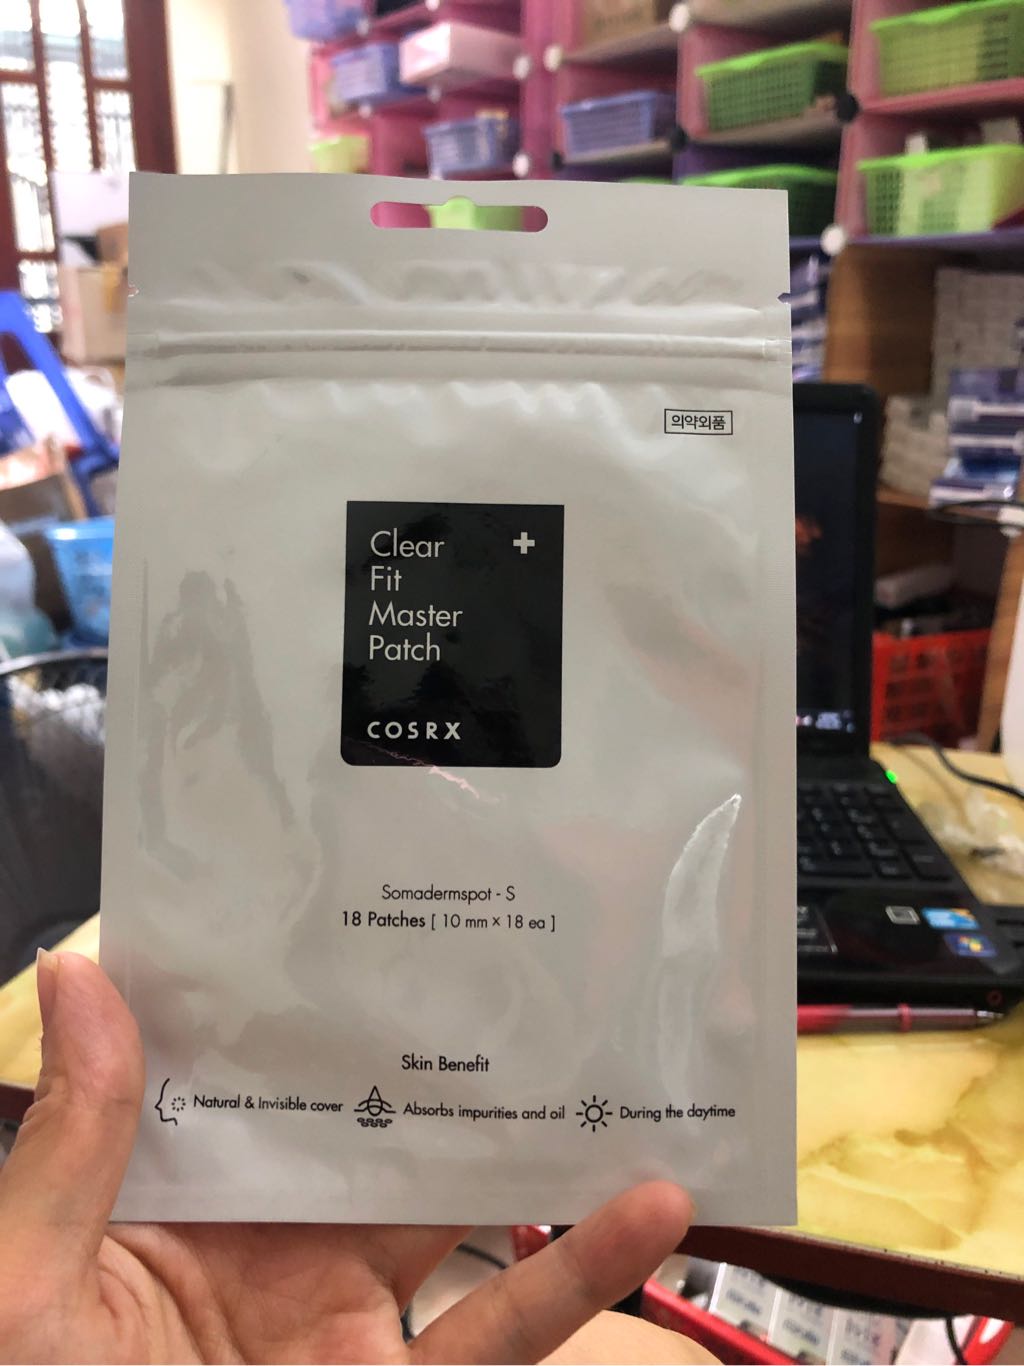 의약외품
Clear
Fit
Master
Patch
COSRX
Somadermspot - S
18 Patches [ 10 mm × 18 ea ]
Skin Benefit
Natural & Invisible cover
Absorbs impurities and oil
During the daytime